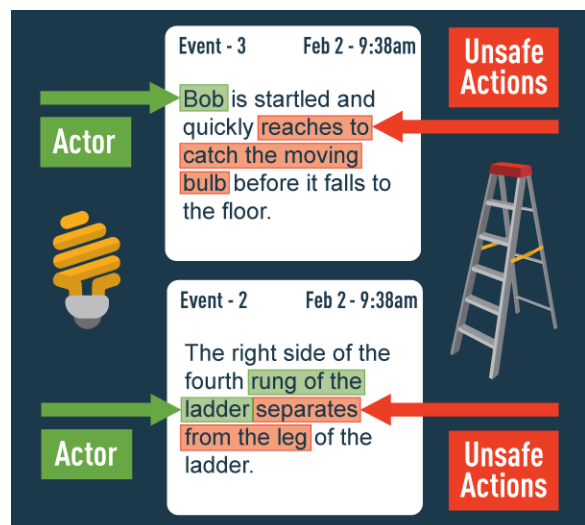 Event - 3 Feb 2 - 9:38am
Unsafe
Actions
Actor
Bob is startled and
quickly reaches to
catch the moving
bulb before it falls to
the floor.
Event - 2 Feb 2 - 9:38am
The right side of the
fourth rung of the
ladder separates
from the leg of the
ladder.
Actor
Unsafe
Actions